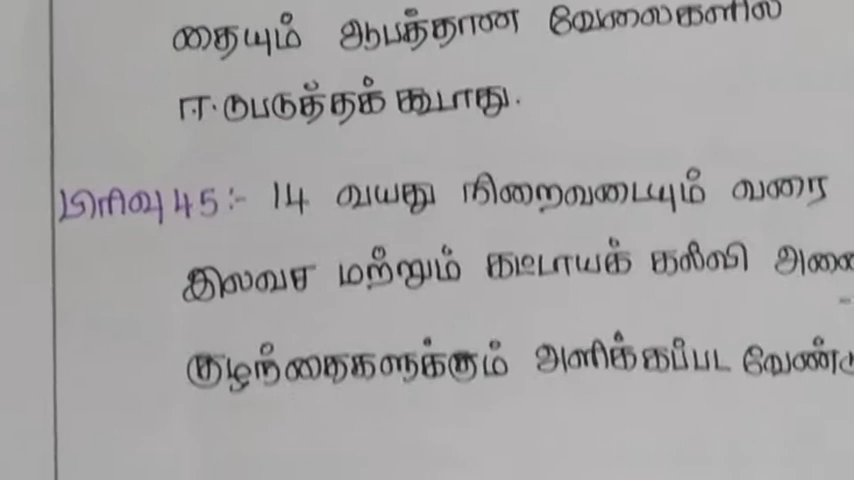 தையும் ஆபத்தான வேலைகளில்
ஈடுபடுத்தக் கூடாது.
பிரிவு 45:- 14 வயது நிறைவடையும் வரை
இலவச மற்றும் கட்டாயக் கல்வி
குழந்தைகளுக்கும் அளிக்கப்பட